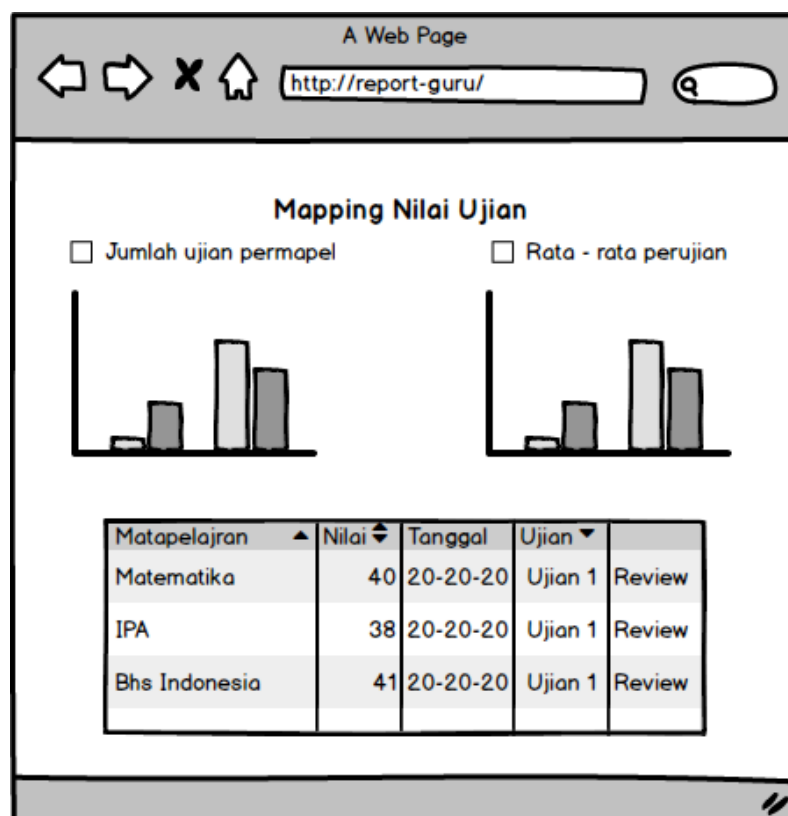 A Web Page
http://report-guru/
Mapping Nilai Ujian
Jumlah ujian permapel
Rata - rata perujian
Matapelajran Nilai Tanggal Ujian
Matematika 40 20-20-20 Ujian 1 Review
IPA 38 20-20-20 Ujian 1 Review
Bhs Indonesia 41 20-20-20 Ujian 1 Review